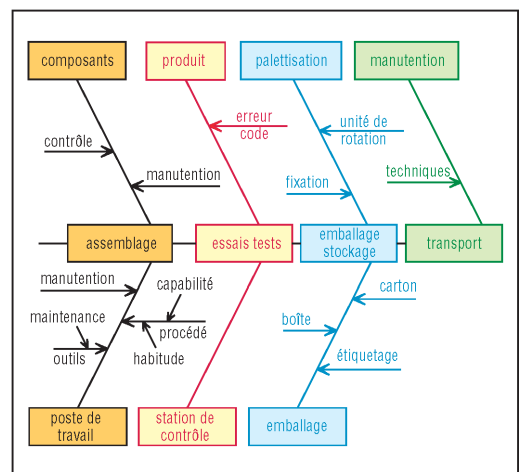 composants
produit
palettisation
manutention
erreur
code
unité de
rotation
contrôle
manutention
fixation
techniques
assemblage
essais tests
emballage
stockage
transport
manutention
capabilité
carton
maintenance
boîte
procédé
outils
habitude
étiquetage
poste de
travail
station de
contrôle
emballage